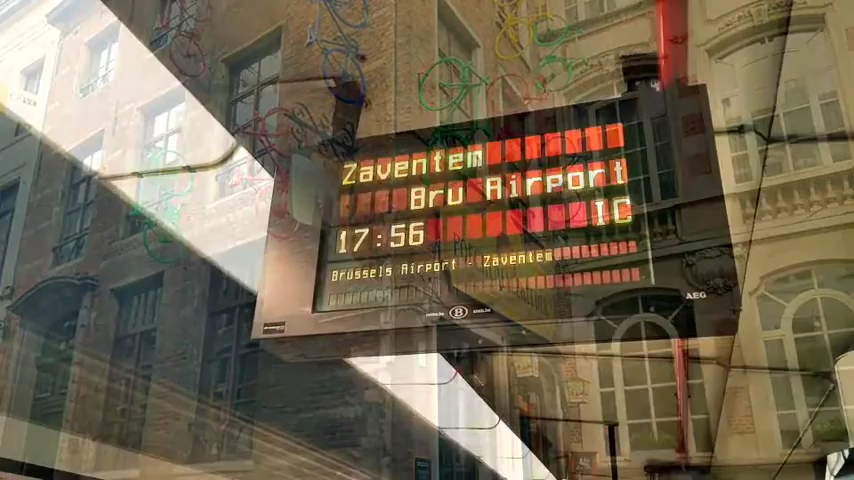 Zaventem
Bru Airport
17:56 IC
Brussels Airport - Zaventem
B
AEG